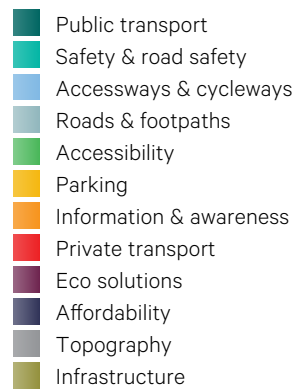 Public transport
Safety & road safety
Accessways & cycleways
Roads & footpaths
Accessibility
Parking
Information & awareness
Private transport
Eco solutions
Affordability
Topography
Infrastructure